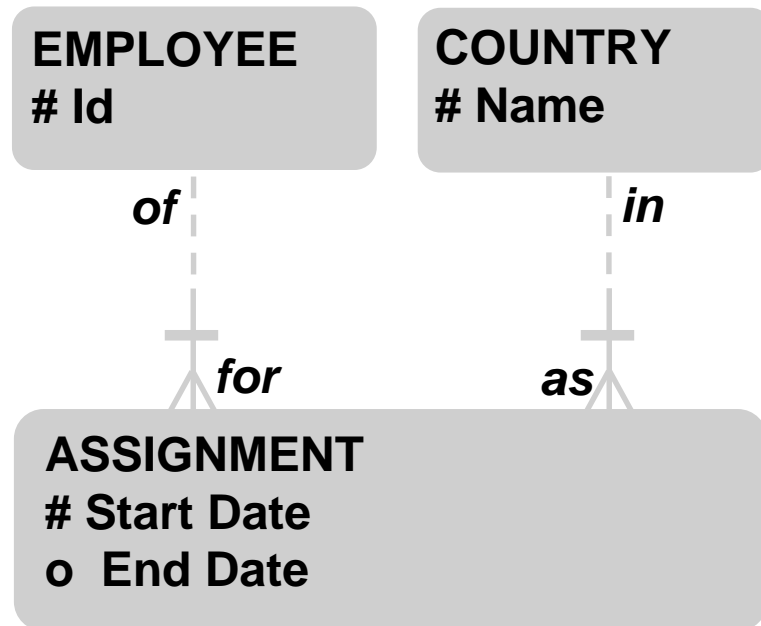 EMPLOYEE
# Id
COUNTRY
# Name
of
in
for
as
ASSIGNMENT
# Start Date
o End Date